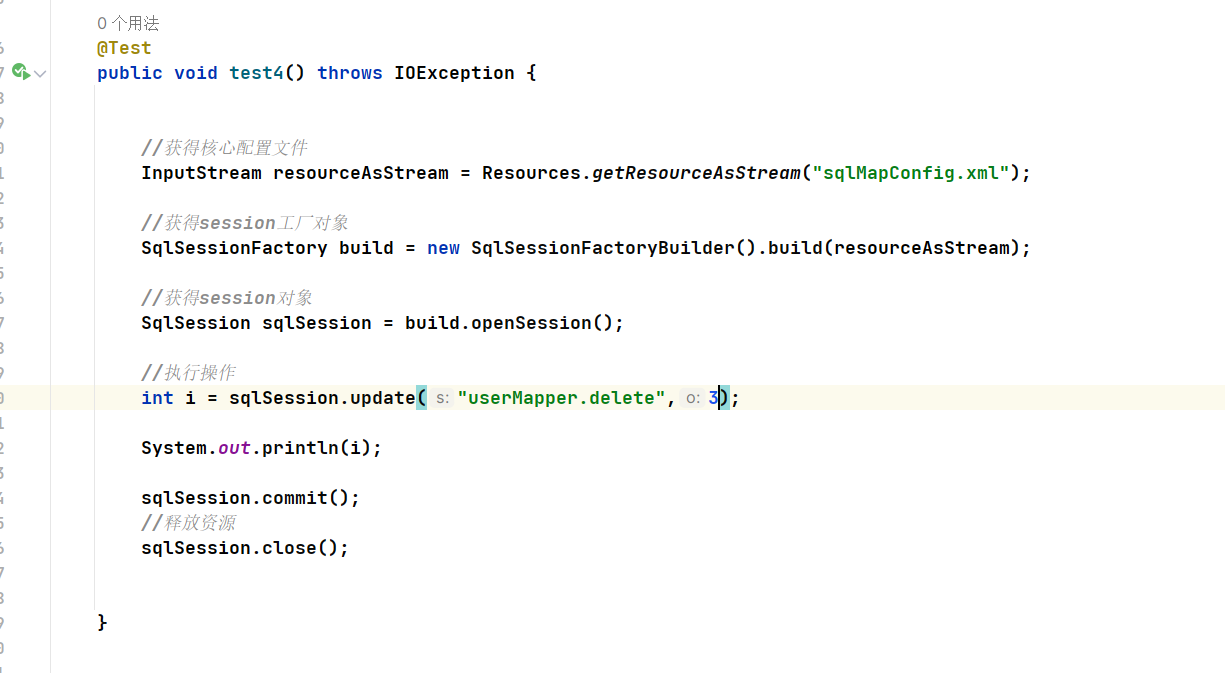 0 个用法
@Test
public void test4() throws IOException {
//获得核心配置文件
InputStream resourceAsStream = Resources.getResourceAsStream("sqlMapConfig.xml");
//获得session工厂对象
SqlSessionFactory build = new SqlSessionFactoryBuilder().build(resourceAsStream);
//获得session对象
SqlSession sqlSession = build.openSession();
//执行操作
int i = sqlSession.update( s: "userMapper.delete", o: 3);
System.out.println(i);
sqlSession.commit();
//释放资源
sqlSession.close();
}